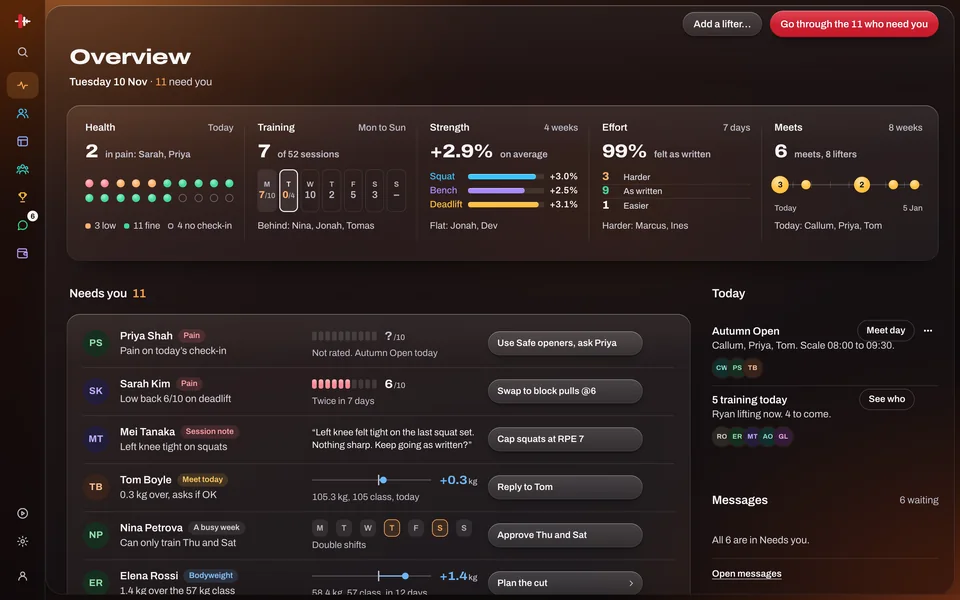 Add a lifter...
Go through the 11 who need you
Overview
Tuesday 10 Nov · 11 need you
Health Today
2 in pain: Sarah, Priya
3 low 11 fine 4 no check-in
Training Mon to Sun
7 of 52 sessions
M T W T F S S
7/10 0/4 10 2 5 3 –
Behind: Nina, Jonah, Tomas
Strength 4 weeks
+2.9% on average
Squat +3.0%
Bench +2.5%
Deadlift +3.1%
Flat: Jonah, Dev
Effort 7 days
99% felt as written
3 Harder
9 As written
1 Easier
Harder: Marcus, Ines
Meets 8 weeks
6 meets, 8 lifters
3 2
Today 5 Jan
Today: Callum, Priya, Tom
6
Needs you 11
PS Priya Shah Pain
Pain on today's check-in
? /10
Not rated. Autumn Open today
Use Safe openers, ask Priya
SK Sarah Kim Pain
Low back 6/10 on deadlift
6 /10
Twice in 7 days
Swap to block pulls @6
MT Mei Tanaka Session note
Left knee tight on squats
“Left knee felt tight on the last squat set.
Nothing sharp. Keep going as written?”
Cap squats at RPE 7
TB Tom Boyle Meet today
0.3 kg over, asks if OK
+0.3 kg
105.3 kg, 105 class, today
Reply to Tom
NP Nina Petrova A busy week
Can only train Thu and Sat
M T W T F S S
Double shifts
Approve Thu and Sat
ER Elena Rossi Bodyweight
1.4 kg over the 57 kg class
+1.4 kg
58.4 kg, 57 class, in 12 days
Plan the cut
Today
Autumn Open Meet day ...
Callum, Priya, Tom. Scale 08:00 to 09:30.
CW PS TB
5 training today See who
Ryan lifting now. 4 to come.
RO ER MT AO GL
Messages 6 waiting
All 6 are in Needs you.
Open messages